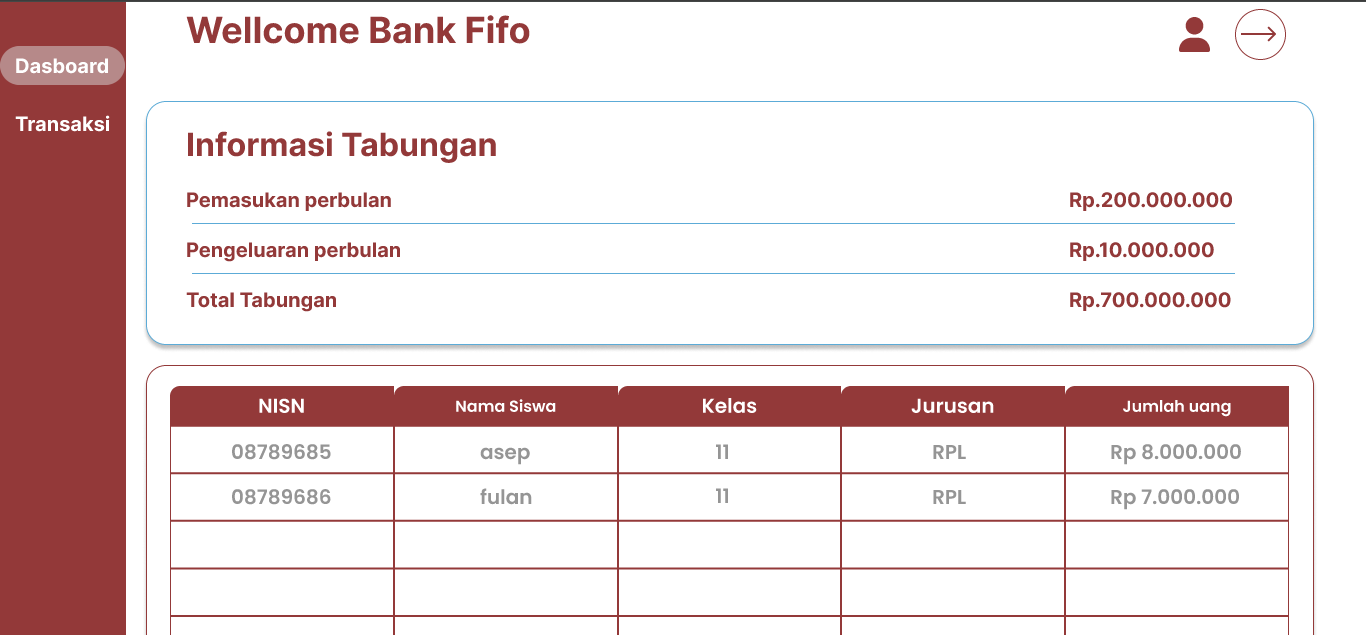 Wellcome Bank Fifo
Dasboard
Transaksi
Informasi Tabungan
Pemasukan perbulan Rp.200.000.000
Pengeluaran perbulan Rp.10.000.000
Total Tabungan Rp.700.000.000
NISN Nama Siswa Kelas Jurusan Jumlah uang
08789685 asep 11 RPL Rp 8.000.000
08789686 fulan 11 RPL Rp 7.000.000